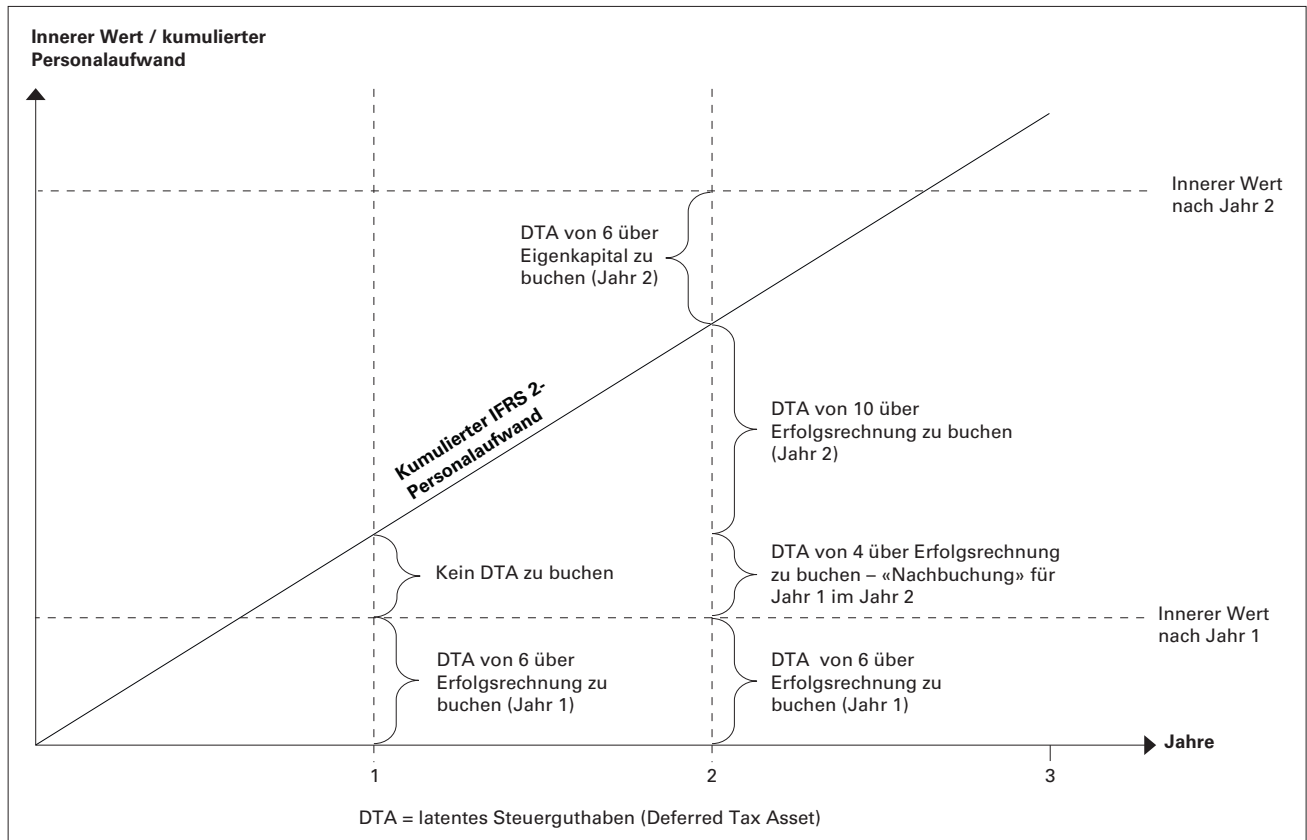 Innerer Wert / kumulierter
Personalaufwand
Innerer Wert
nach Jahr 2
DTA von 6 über
Eigenkapital zu
buchen (Jahr 2)
Kumulierter IFRS 2-
Personalaufwand
DTA von 10 über
Erfolgsrechnung zu buchen
(Jahr 2)
Kein DTA zu buchen
DTA von 4 über Erfolgsrechnung
zu buchen – «Nachbuchung» für
Jahr 1 im Jahr 2
Innerer Wert
nach Jahr 1
DTA von 6 über
Erfolgsrechnung zu
buchen (Jahr 1)
DTA von 6 über
Erfolgsrechnung zu
buchen (Jahr 1)
Jahre
1
2
3
DTA = latentes Steuerguthaben (Deferred Tax Asset)